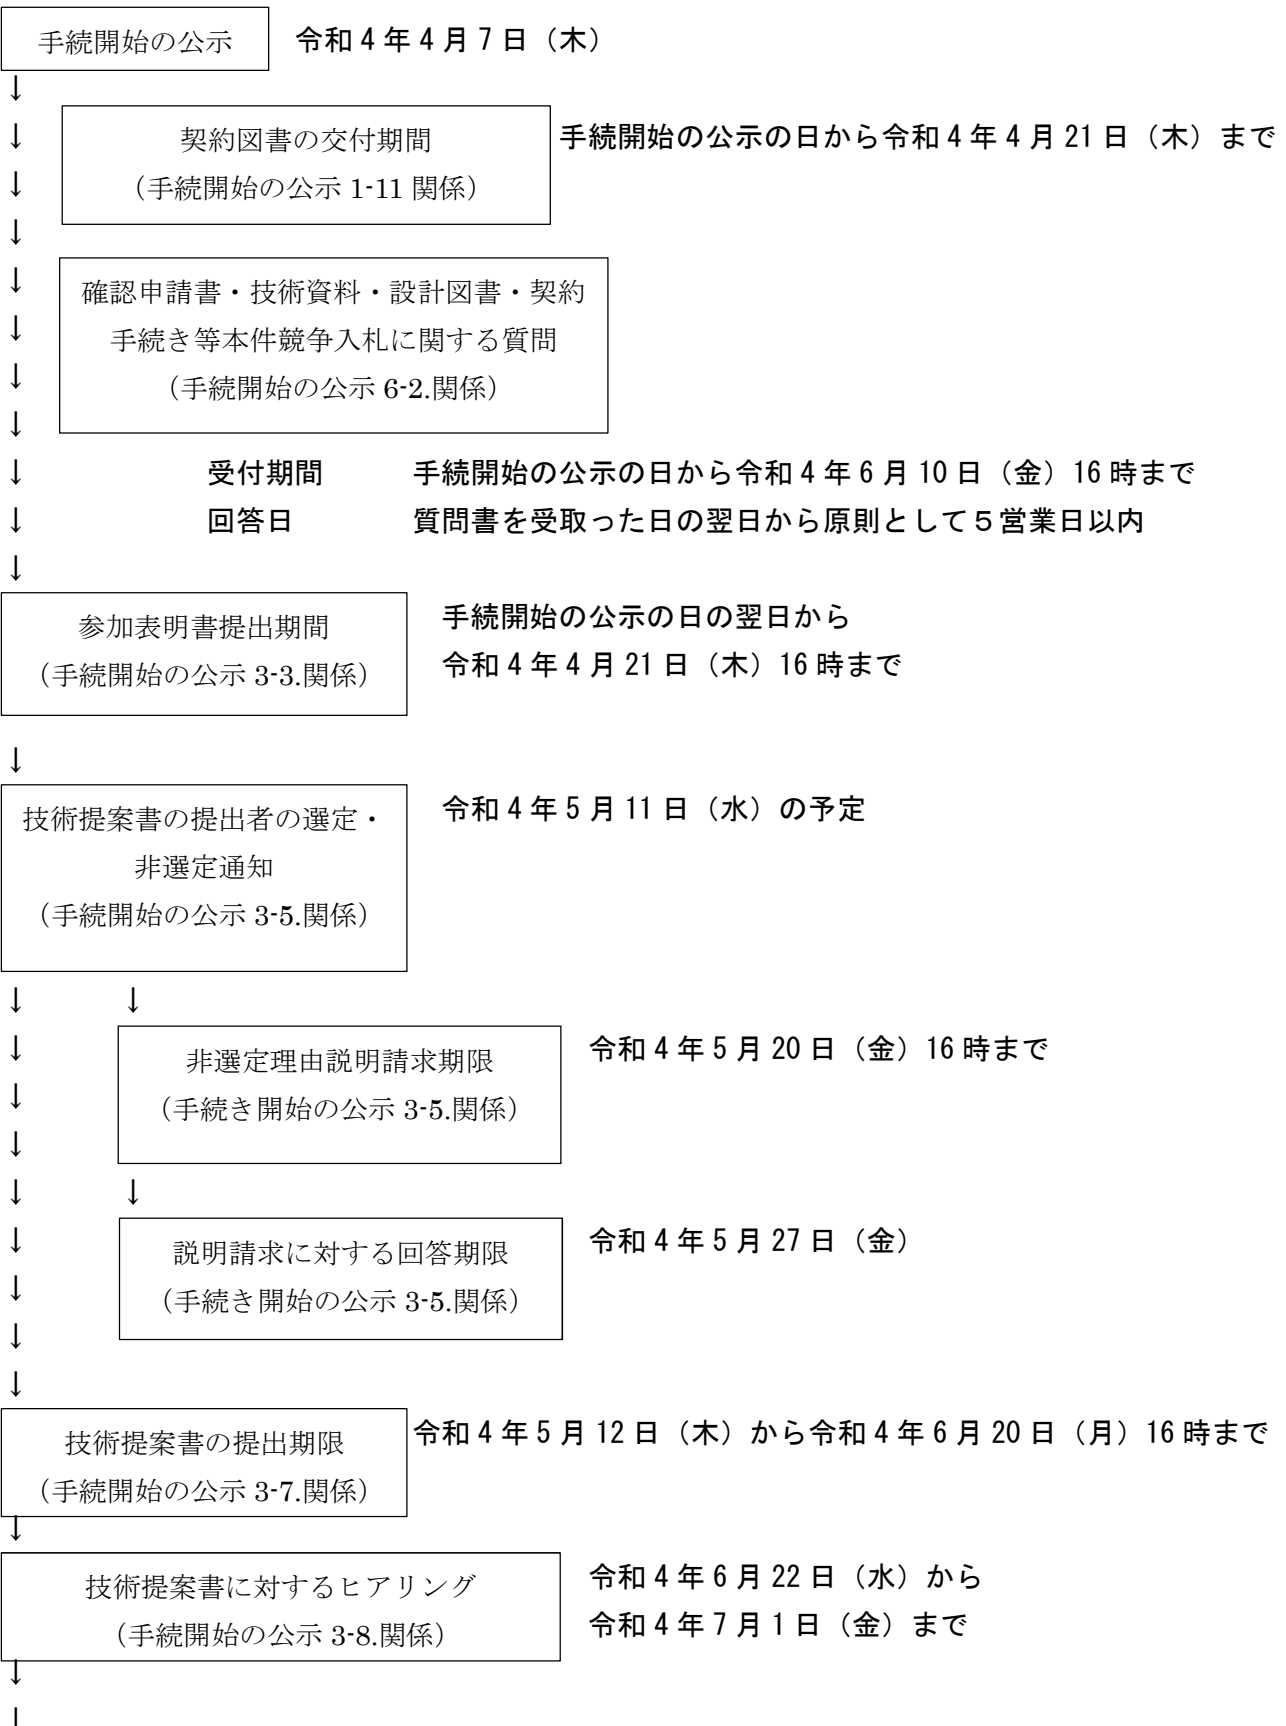 手続開始の公示 令和4年4月7日（木）
↓
↓ 契約図書の交付期間 手続開始の公示の日から令和4年4月21日（木）まで
↓ （手続開始の公示 1-11 関係）
↓
↓ 確認申請書・技術資料・設計図書・契約
↓ 手続き等本件競争入札に関する質問
↓ （手続開始の公示 6-2.関係）
↓
↓ 受付期間 手続開始の公示の日から令和4年6月10日（金）16時まで
↓ 回答日 質問書を受取った日の翌日から原則として５営業日以内
↓
参加表明書提出期間 手続開始の公示の日の翌日から
（手続開始の公示 3-3.関係） 令和4年4月21日（木）16時まで
↓
技術提案書の提出者の選定・ 令和4年5月11日（水）の予定
非選定通知
（手続開始の公示 3-5.関係）
↓ ↓
↓ 非選定理由説明請求期限 令和4年5月20日（金）16時まで
↓ （手続き開始の公示 3-5.関係）
↓
↓ ↓
↓ 説明請求に対する回答期限 令和4年5月27日（金）
↓ （手続き開始の公示 3-5.関係）
↓
↓
技術提案書の提出期限 令和4年5月12日（木）から令和4年6月20日（月）16時まで
（手続開始の公示 3-7.関係）
↓
技術提案書に対するヒアリング 令和4年6月22日（水）から
（手続開始の公示 3-8.関係） 令和4年7月1日（金）まで
↓
↓